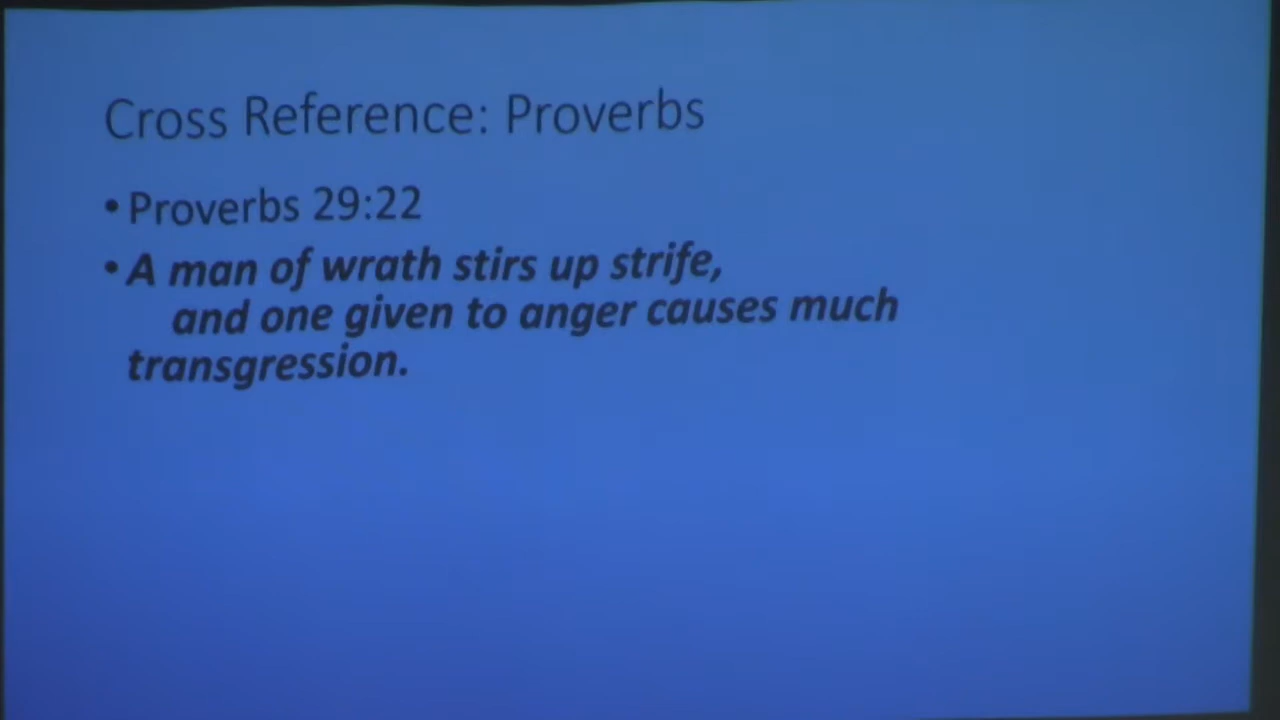 Cross Reference: Proverbs
• Proverbs 29:22
• A man of wrath stirs up strife,
and one given to anger causes much
transgression.